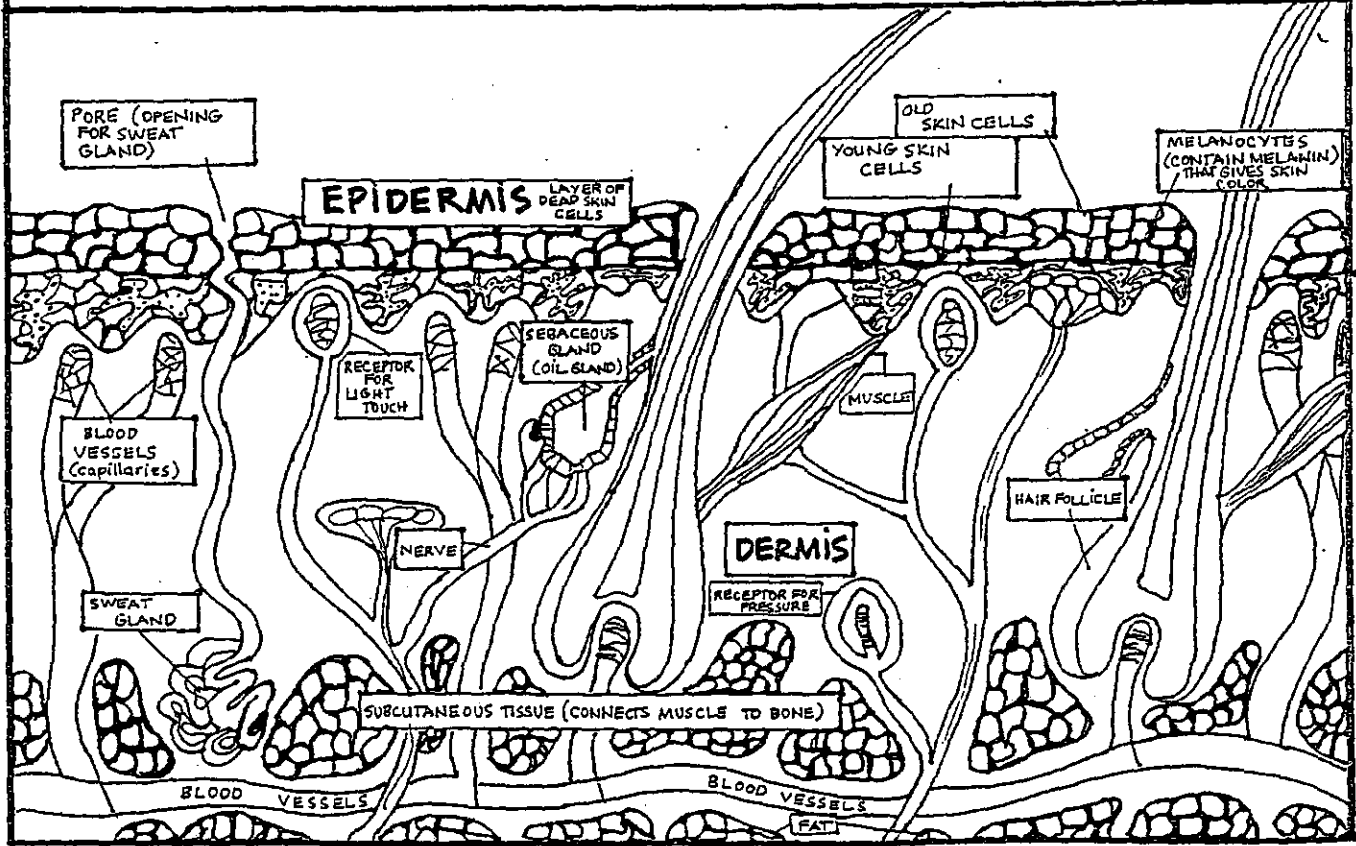 PORE (OPENING
FOR SWEAT
GLAND)
OLD
SKIN CELLS
YOUNG SKIN
CELLS
MELANOCYTES
(CONTAIN MELANIN)
THAT GIVES SKIN
COLOR
EPIDERMIS
LAYER OF
DEAD SKIN
CELLS
SEBACEOUS
GLAND
(OIL GLAND)
RECEPTOR
FOR
LIGHT
TOUCH
MUSCLE
BLOOD
VESSELS
(capillaries)
HAIR FOLLICLE
NERVE
DERMIS
RECEPTOR FOR
PRESSURE
SWEAT
GLAND
SUBCUTANEOUS TISSUE (CONNECTS MUSCLE TO BONE)
BLOOD VESSELS
BLOOD VESSELS
FAT